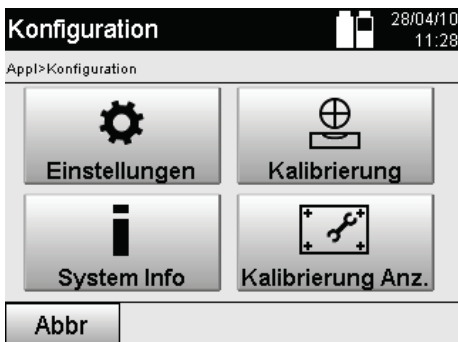 Konfiguration
28/04/10
11:28
Appl>Konfiguration
Einstellungen
Kalibrierung
System Info
Kalibrierung Anz.
Abbr